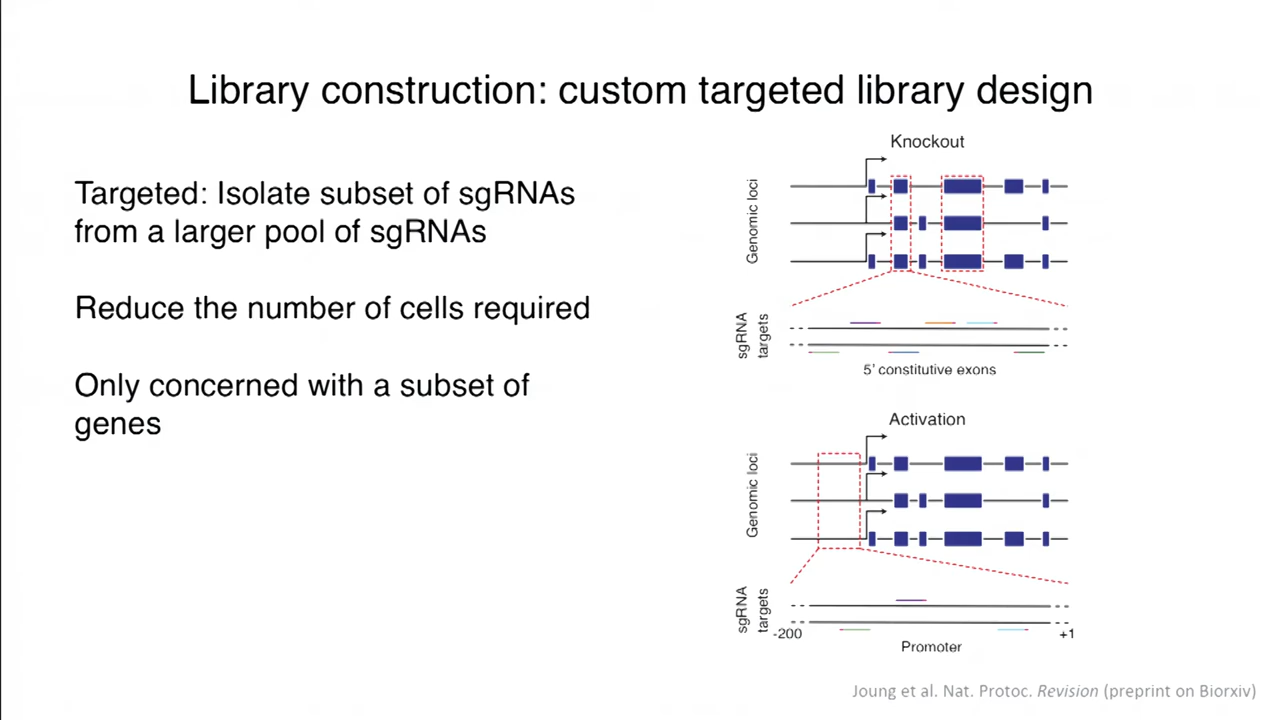 Library construction: custom targeted library design
Targeted: Isolate subset of sgRNAs
from a larger pool of sgRNAs
Reduce the number of cells required
Only concerned with a subset of
genes
Knockout
Genomic loci
sgRNA
targets
5' constitutive exons
Activation
Genomic loci
sgRNA
targets
-200
+1
Promoter
Joung et al. Nat. Protoc. Revision (preprint on Biorxiv)